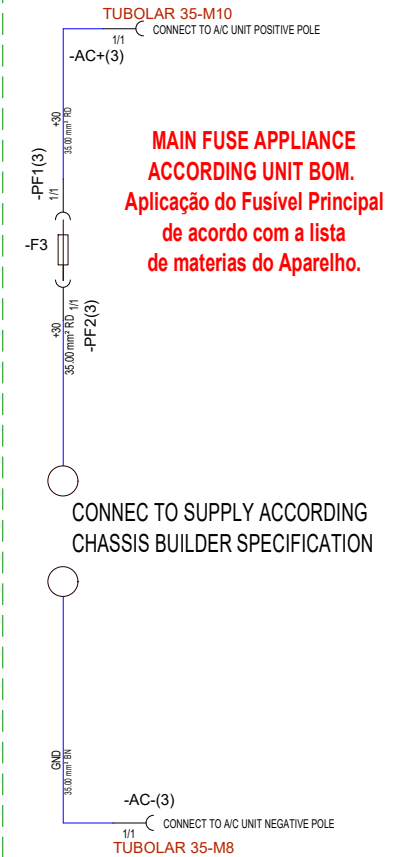 TUBOLAR 35-M10
CONNECT TO A/C UNIT POSITIVE POLE
1/1
-AC+(3)
+30
35.00 mm² RD
MAIN FUSE APPLIANCE
ACCORDING UNIT BOM.
Aplicação do Fusível Principal
de acordo com a lista
de materias do Aparelho.
-PF1(3)
1/1
-F3
+30
35.00 mm² RD
1/1
-PF2(3)
CONNEC TO SUPPLY ACCORDING
CHASSIS BUILDER SPECIFICATION
GND
35.00 mm² BN
-AC-(3)
CONNECT TO A/C UNIT NEGATIVE POLE
1/1
TUBOLAR 35-M8